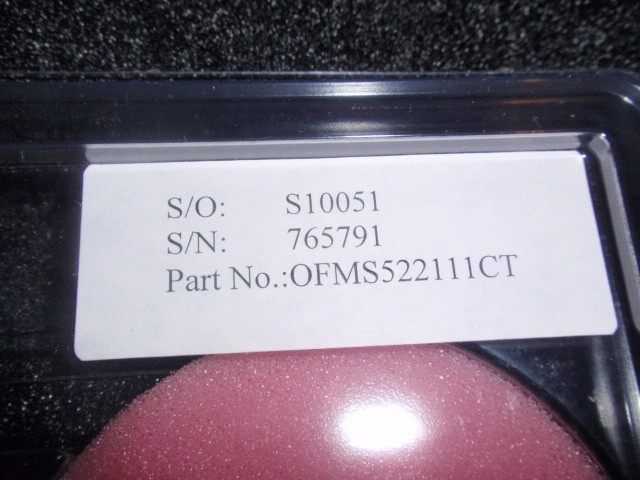 S/O: S10051
S/N: 765791
Part No.:OFMS522111CT